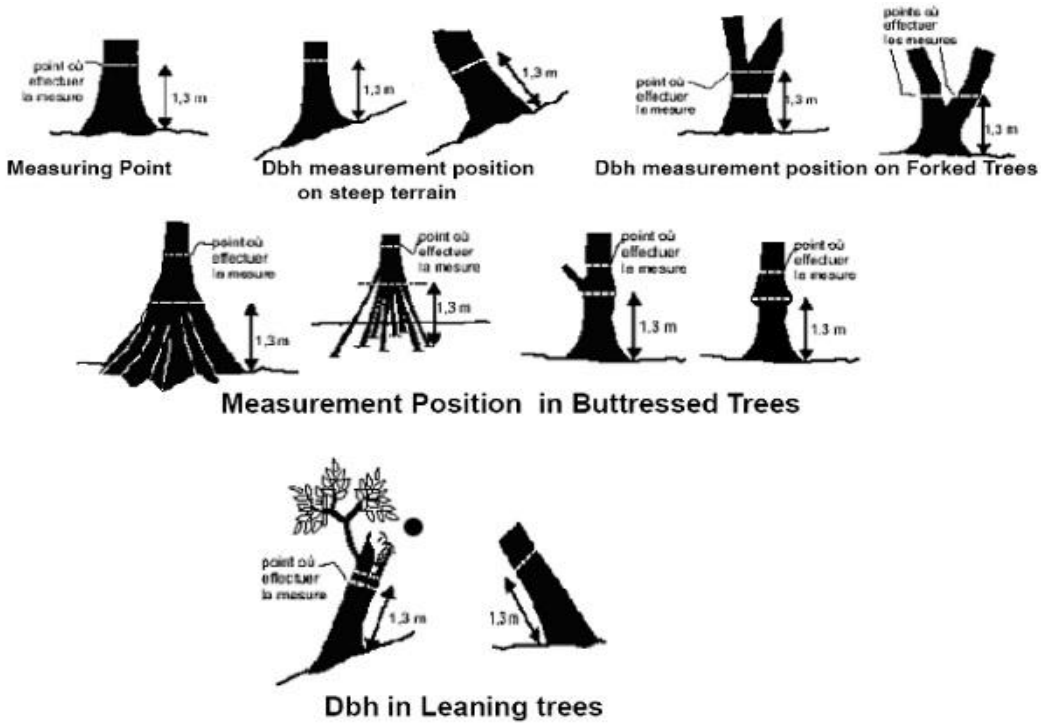 point où
effectuer
la mesure
1,3 m
Measuring Point
1,3 m
1,3 m
Dbh measurement position
on steep terrain
point où
effectuer
la mesure
1,3 m
points où
effectuer
les mesures
1,3 m
Dbh measurement position on Forked Trees
point où
effectuer
la mesure
1,3 m
point où
effectuer
la mesure
1,3 m
point où
effectuer
la mesure
1,3 m
point où
effectuer
la mesure
1,3 m
Measurement Position in Buttressed Trees
point où
effectuer
la mesure
1,3 m
1,3 m
Dbh in Leaning trees